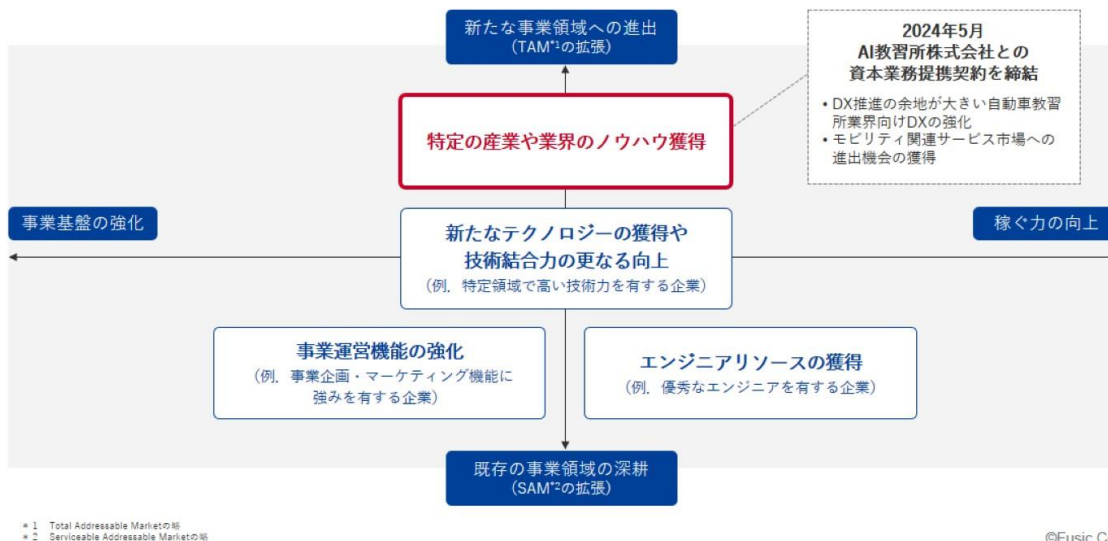 新たな事業領域への進出
(TAM*1の拡張)
2024年5月
AI教習所株式会社との
資本業務提携契約を締結
• DX推進の余地が大きい自動車教習
所業界向けDXの強化
• モビリティ関連サービス市場への
進出機会の獲得
特定の産業や業界のノウハウ獲得
事業基盤の強化
稼ぐ力の向上
新たなテクノロジーの獲得や
技術結合力の更なる向上
(例. 特定領域で高い技術力を有する企業)
事業運営機能の強化
(例. 事業企画・マーケティング機能に
強みを有する企業)
エンジニアリソースの獲得
(例. 優秀なエンジニアを有する企業)
既存の事業領域の深耕
(SAM*2の拡張)
*1 Total Addressable Marketの略
*2 Serviceable Addressable Marketの略
©Fusic C